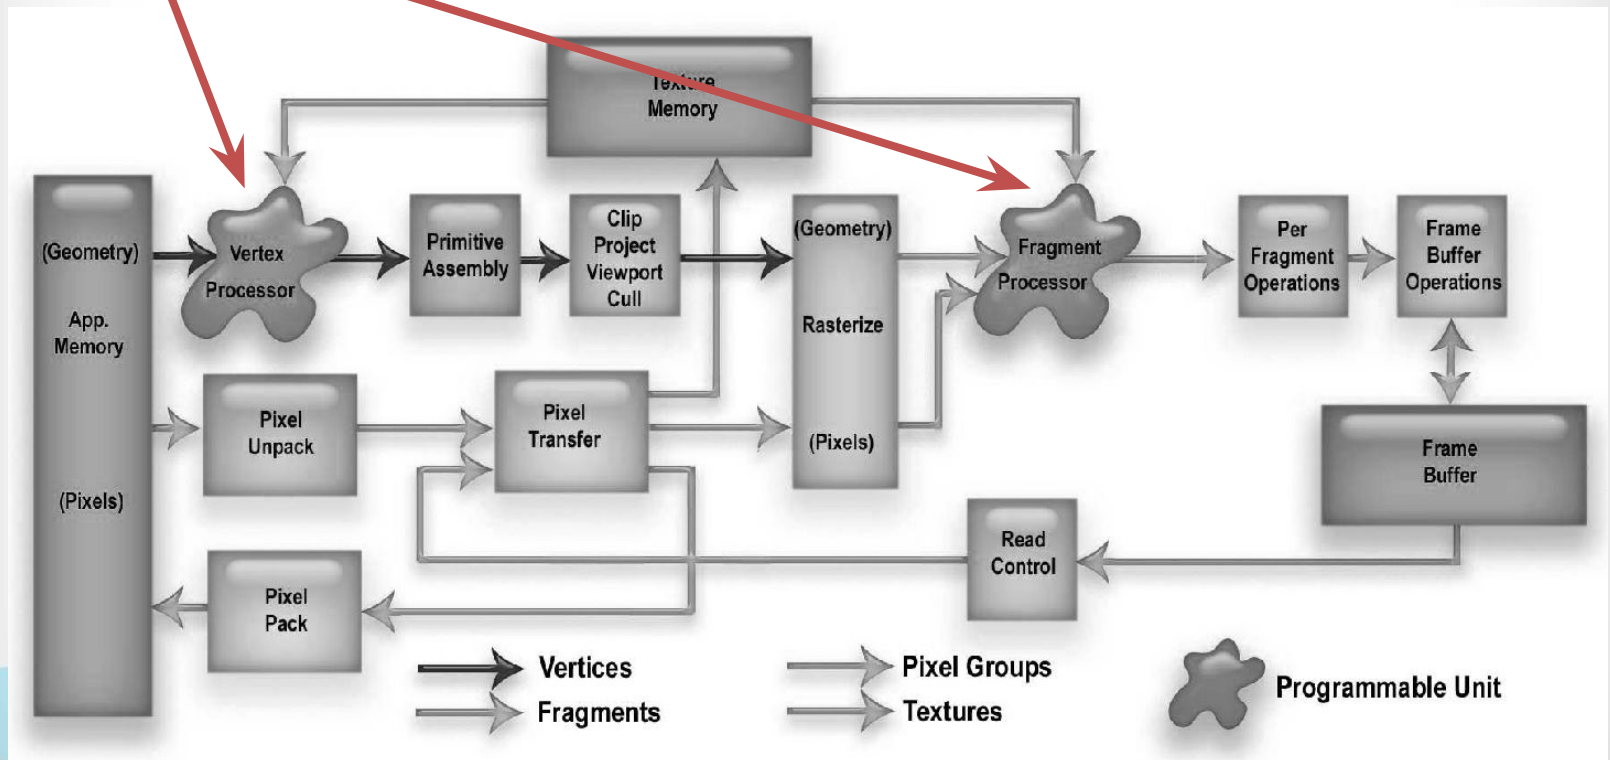 Texture
Memory
(Geometry)
App.
Memory
(Pixels)
Vertex
Processor
Primitive
Assembly
Clip
Project
Viewport
Cull
(Geometry)
Rasterize
(Pixels)
Fragment
Processor
Per
Fragment
Operations
Frame
Buffer
Operations
Pixel
Unpack
Pixel
Transfer
Frame
Buffer
Read
Control
Pixel
Pack
Vertices
Fragments
Pixel Groups
Textures
Programmable Unit